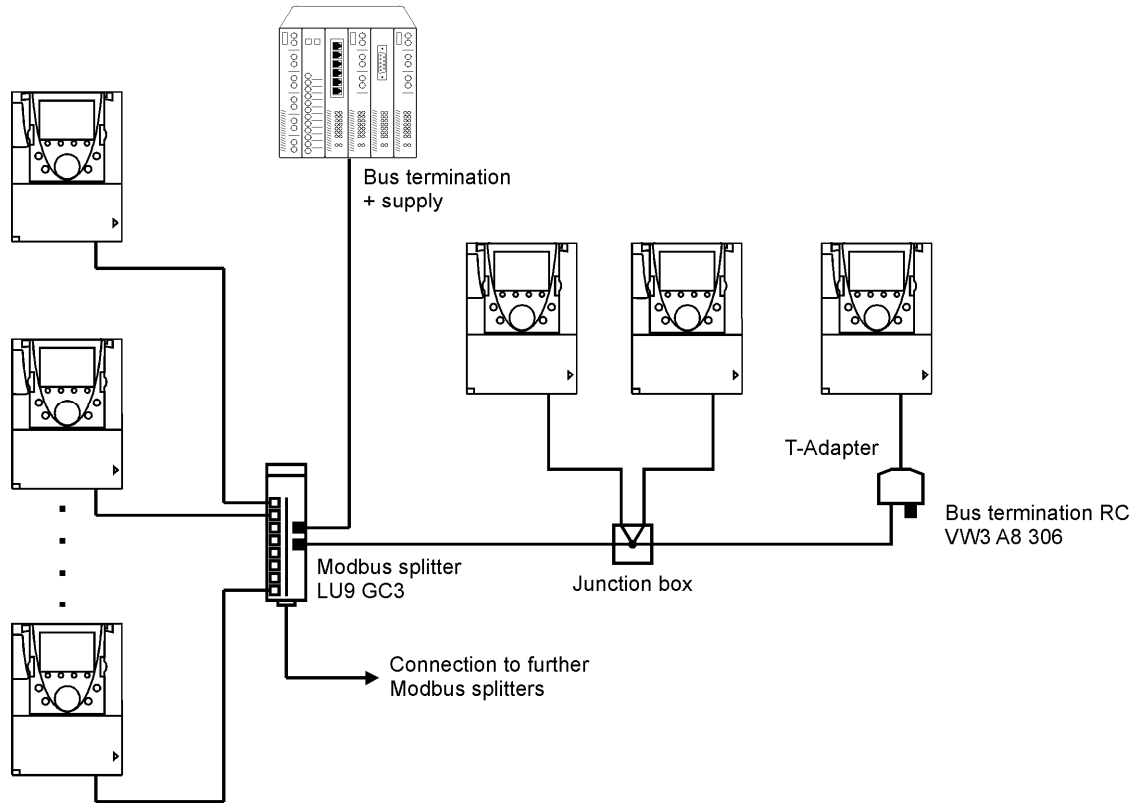 Bus termination
+ supply
T-Adapter
Bus termination RC
VW3 A8 306
Modbus splitter
LU9 GC3
Junction box
Connection to further
Modbus splitters